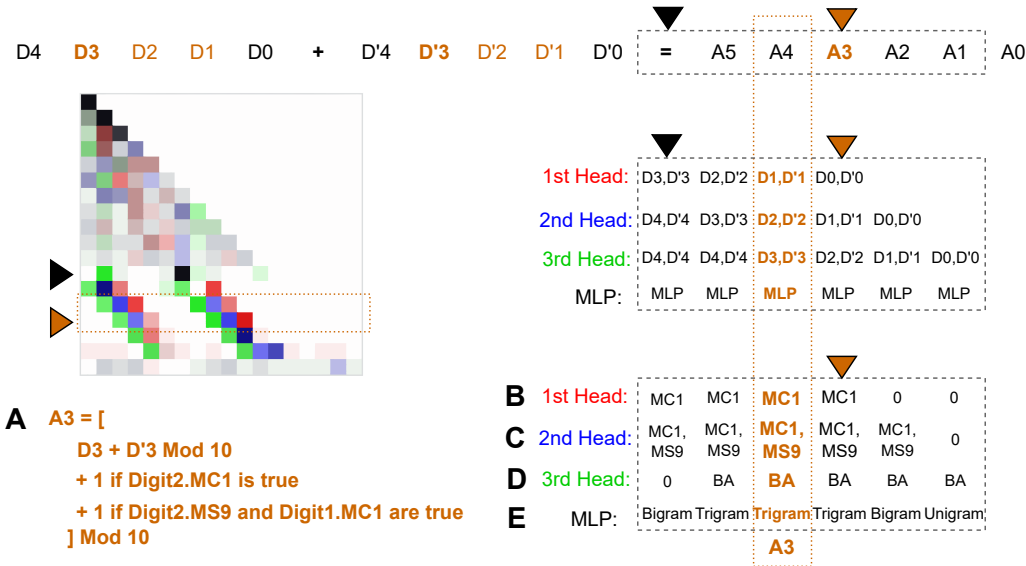 D4 D3 D2 D1 D0 + D'4 D'3 D'2 D'1 D'0 = A5 A4 A3 A2 A1 A0
1st Head: D3,D'3 D2,D'2 D1,D'1 D0,D'0
2nd Head: D4,D'4 D3,D'3 D2,D'2 D1,D'1 D0,D'0
3rd Head: D4,D'4 D4,D'4 D3,D'3 D2,D'2 D1,D'1 D0,D'0
MLP: MLP MLP MLP MLP MLP MLP
A A3 = [
D3 + D'3 Mod 10
+ 1 if Digit2.MC1 is true
+ 1 if Digit2.MS9 and Digit1.MC1 are true
] Mod 10
B 1st Head: MC1 MC1 MC1 MC1 0 0
C 2nd Head: MC1, MS9 MC1, MS9 MC1, MS9 MC1, MS9 MC1, MS9 0
D 3rd Head: 0 BA BA BA BA BA
E MLP: Bigram Trigram Trigram Trigram Bigram Unigram
A3